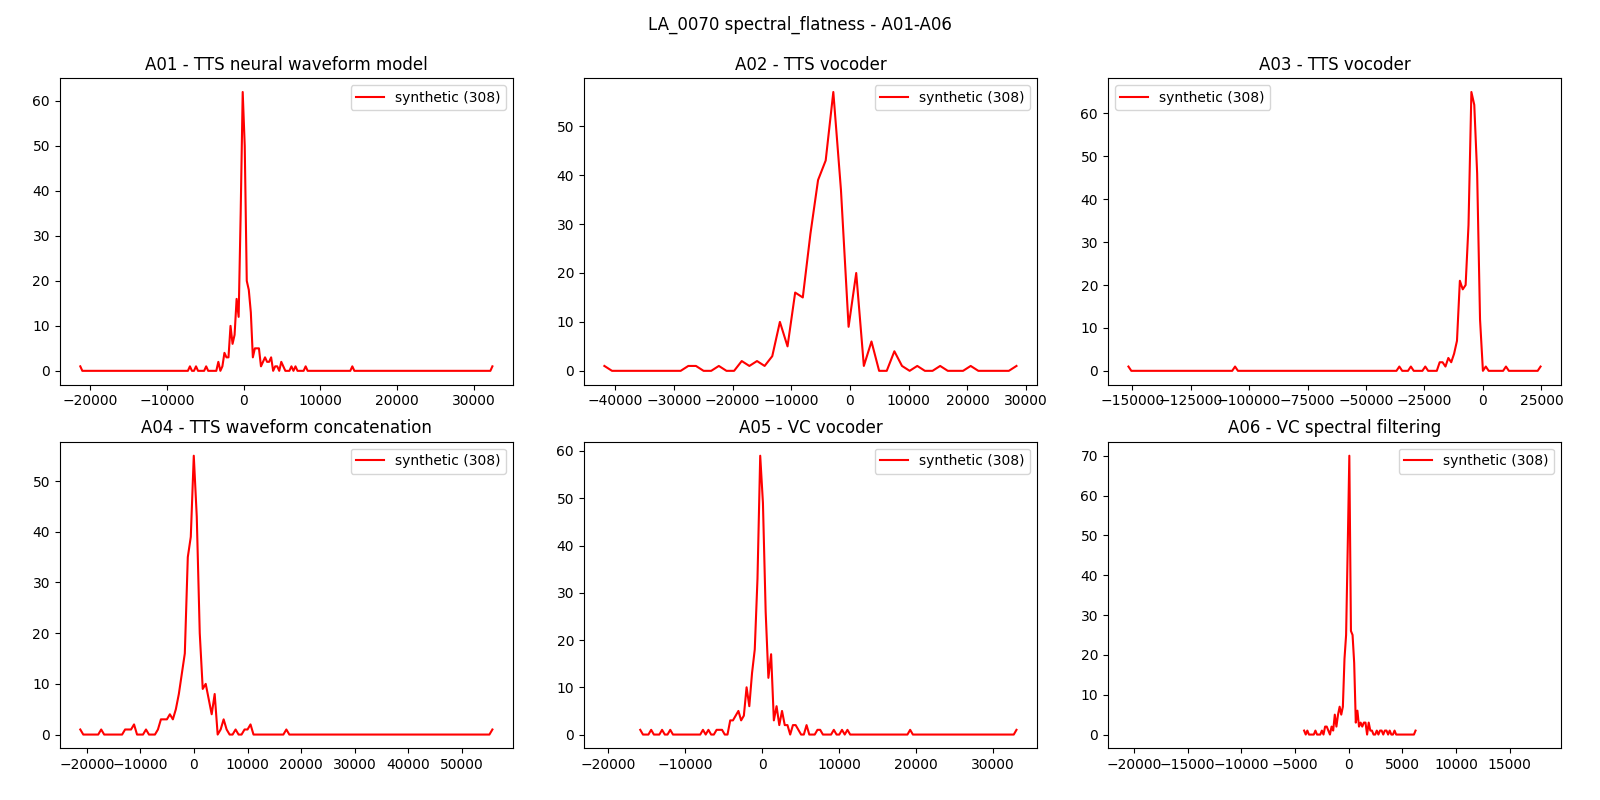 LA_0070 spectral_flatness - A01-A06
A01 - TTS neural waveform model
synthetic (308)
60
50
40
30
20
10
0
−20000 −10000 0 10000 20000 30000
A02 - TTS vocoder
synthetic (308)
50
40
30
20
10
0
−40000 −30000 −20000 −10000 0 10000 20000 30000
A03 - TTS vocoder
synthetic (308)
60
50
40
30
20
10
0
−150000 −125000 −100000 −75000 −50000 −25000 0 25000
A04 - TTS waveform concatenation
synthetic (308)
50
40
30
20
10
0
−20000 −10000 0 10000 20000 30000 40000 50000
A05 - VC vocoder
synthetic (308)
60
50
40
30
20
10
0
−20000 −10000 0 10000 20000 30000
A06 - VC spectral filtering
synthetic (308)
70
60
50
40
30
20
10
0
−20000 −15000 −10000 −5000 0 5000 10000 15000